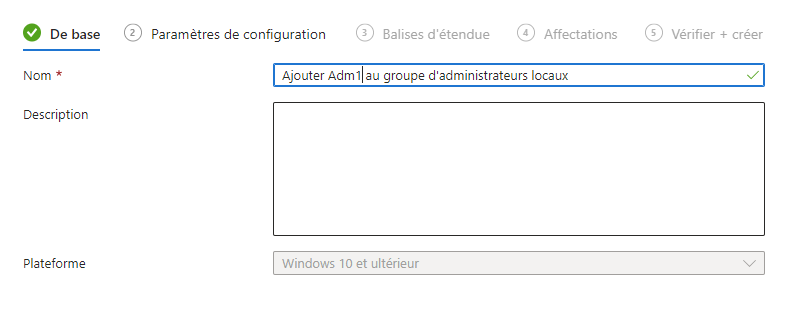 De base 2 Paramètres de configuration 3 Balises d'étendue 4 Affectations 5 Vérifier + créer
Nom * Ajouter Adm1 au groupe d'administrateurs locaux
Description
Plateforme Windows 10 et ultérieur